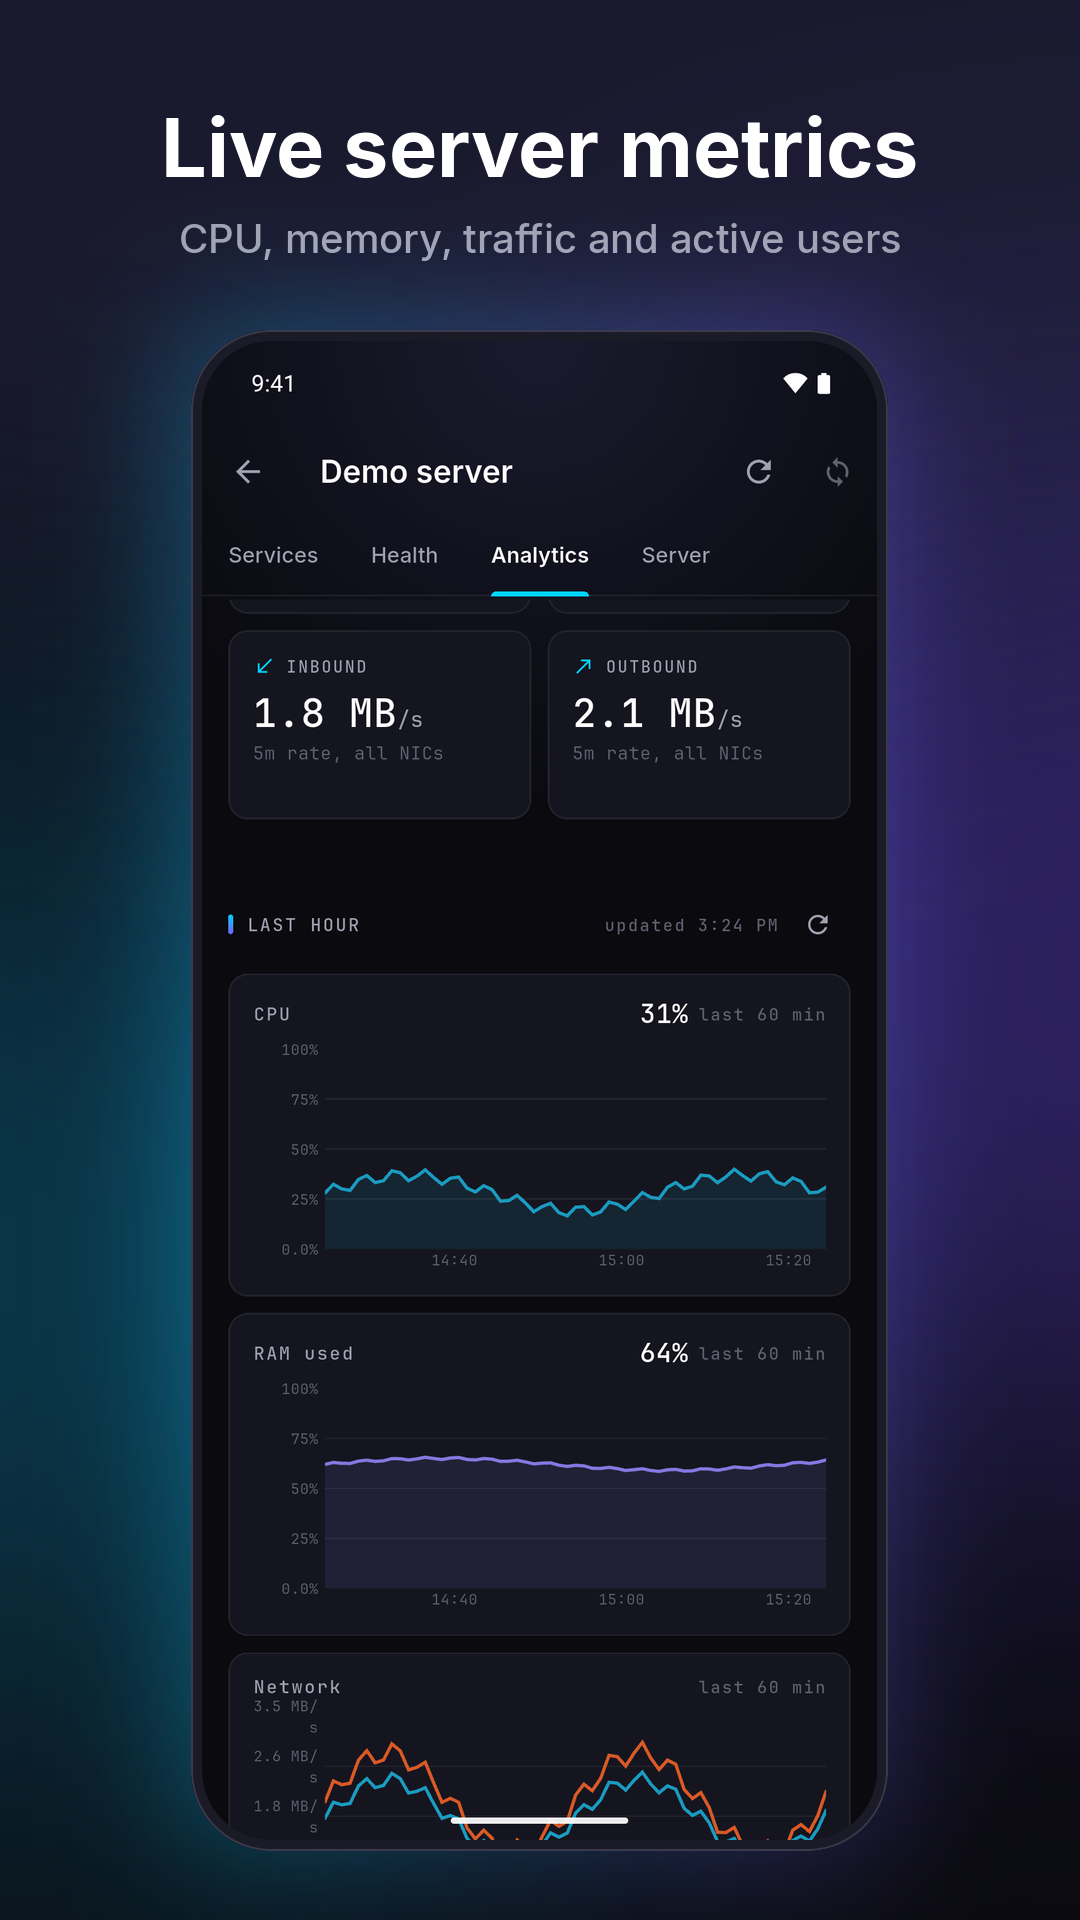 Live server metrics
CPU, memory, traffic and active users
9:41
Demo server
Services Health Analytics Server
INBOUND OUTBOUND
1.8 MB/s 2.1 MB/s
5m rate, all NICs 5m rate, all NICs
LAST HOUR updated 3:24 PM
CPU 31% last 60 min
100%
75%
50%
25%
0.0%
14:40 15:00 15:20
RAM used 64% last 60 min
100%
75%
50%
25%
0.0%
14:40 15:00 15:20
Network last 60 min
3.5 MB/
s
2.6 MB/
s
1.8 MB/
s